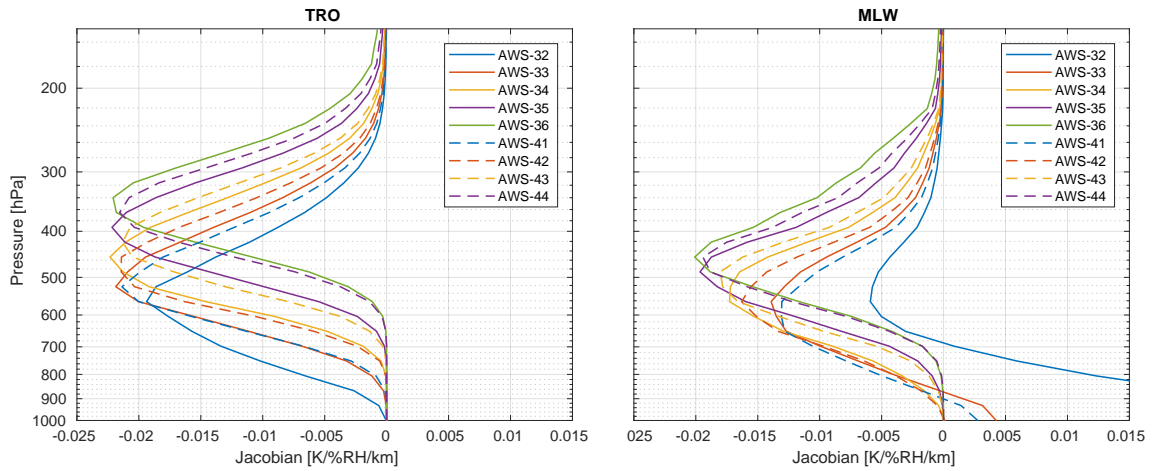 TRO
AWS-32
AWS-33
AWS-34
AWS-35
AWS-36
AWS-41
AWS-42
AWS-43
AWS-44
200
300
400
500
600
700
800
900
1000
Pressure [hPa]
-0.025 -0.02 -0.015 -0.01 -0.005 0 0.005 0.01 0.015
Jacobian [K/%RH/km]
MLW
AWS-32
AWS-33
AWS-34
AWS-35
AWS-36
AWS-41
AWS-42
AWS-43
AWS-44
025 -0.02 -0.015 -0.01 -0.005 0 0.005 0.01 0.015
Jacobian [K/%RH/km]